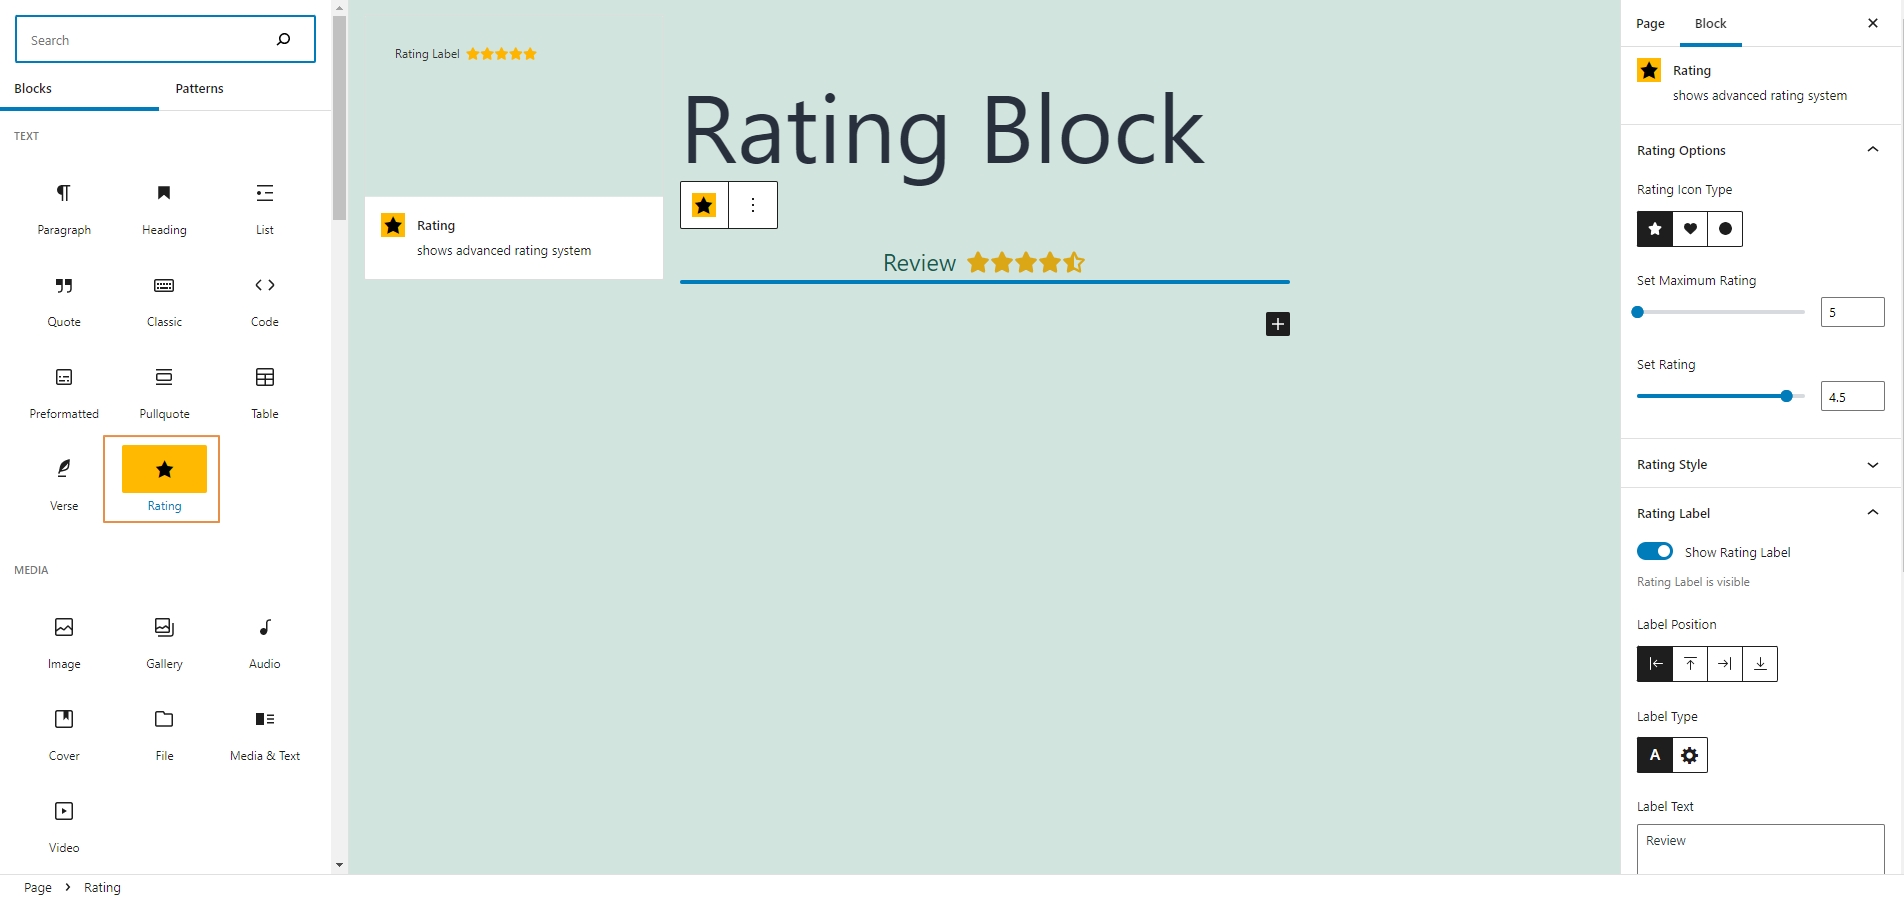 Search
Blocks Patterns
TEXT
Paragraph Heading List
Quote Classic Code
Preformatted Pullquote Table
Verse Rating
MEDIA
Image Gallery Audio
Cover File Media & Text
Video
Rating Label
Rating
shows advanced rating system
Rating Block
Review
Page Block
Rating
shows advanced rating system
Rating Options
Rating Icon Type
Set Maximum Rating
5
Set Rating
4.5
Rating Style
Rating Label
Show Rating Label
Rating Label is visible
Label Position
Label Type
A
Label Text
Review
Page Rating